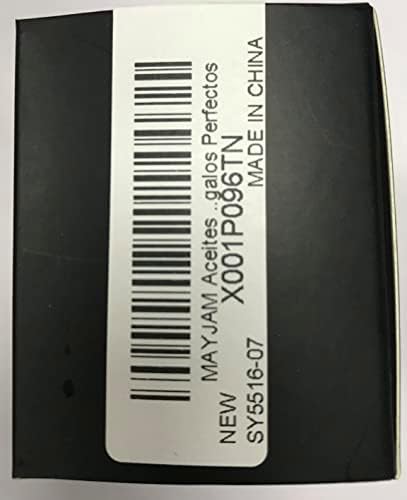 X001P096TN
MAYJAM Aceites ...galos Perfectos
NEW
SY5516-07
MADE IN CHINA